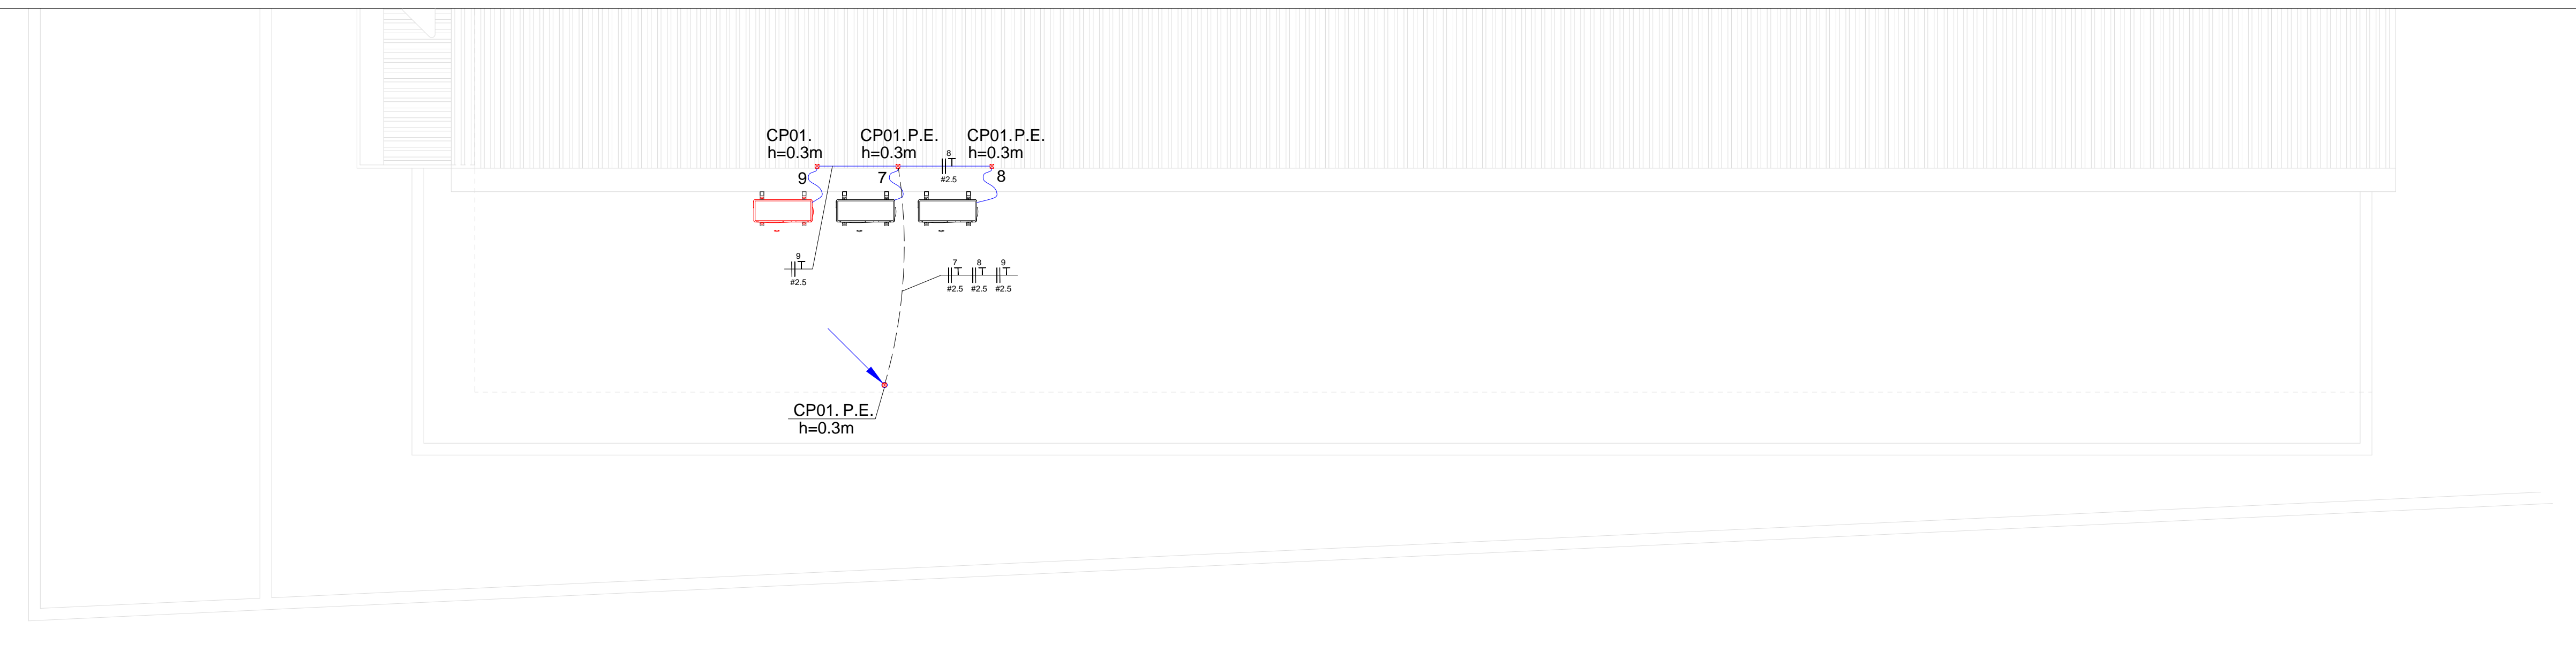 CP01.
h=0.3m
CP01.P.E.
h=0.3m
CP01.P.E.
h=0.3m
8
#2.5
9
7
8
9
#2.5
7 8 9
#2.5 #2.5 #2.5
CP01. P.E.
h=0.3m